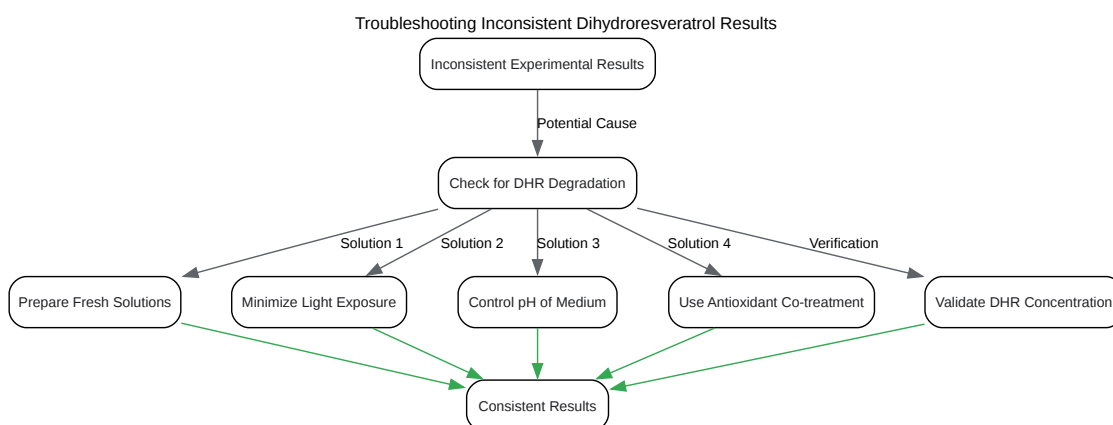 Troubleshooting Inconsistent Dihydroresveratrol Results
Inconsistent Experimental Results
Potential Cause
Check for DHR Degradation
Solution 1
Solution 2
Solution 3
Solution 4
Verification
Prepare Fresh Solutions
Minimize Light Exposure
Control pH of Medium
Use Antioxidant Co-treatment
Validate DHR Concentration
Consistent Results